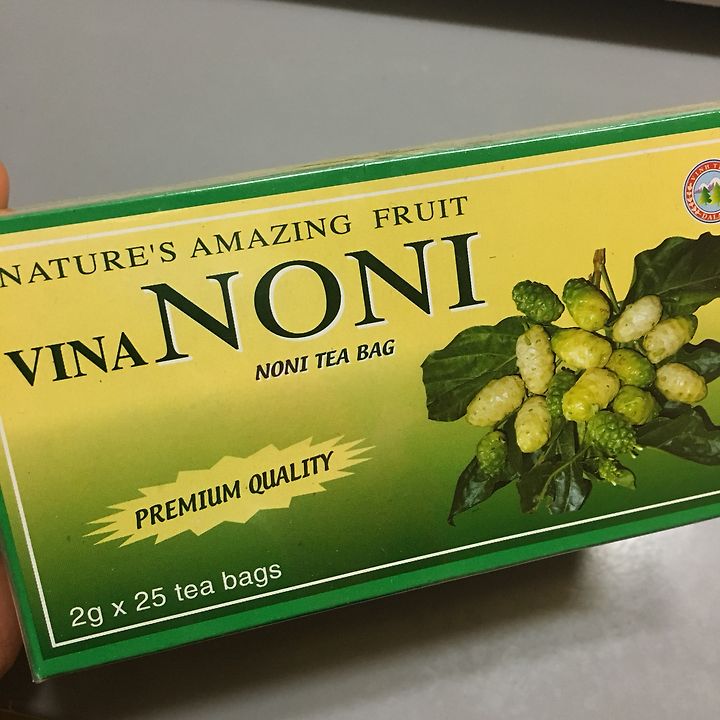 NATURE'S AMAZING FRUIT
VINA NONI
NONI TEA BAG
PREMIUM QUALITY
2g x 25 tea bags